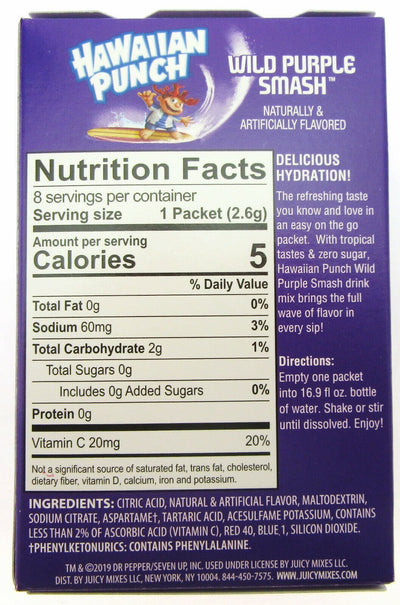 HAWAIIAN
PUNCH
WILD PURPLE
SMASH™
NATURALLY &
ARTIFICIALLY FLAVORED
Nutrition Facts
8 servings per container
Serving size 1 Packet (2.6g)
Amount per serving
Calories 5
% Daily Value
Total Fat 0g 0%
Sodium 60mg 3%
Total Carbohydrate 2g 1%
Total Sugars 0g
Includes 0g Added Sugars 0%
Protein 0g
Vitamin C 20mg 20%
Not a significant source of saturated fat, trans fat, cholesterol,
dietary fiber, vitamin D, calcium, iron and potassium.
DELICIOUS
HYDRATION!
The refreshing taste
you know and love in
an easy on the go
packet. With tropical
tastes & zero sugar,
Hawaiian Punch Wild
Purple Smash drink
mix brings the full
wave of flavor in
every sip!
Directions:
Empty one packet
into 16.9 fl oz. bottle
of water. Shake or stir
until dissolved. Enjoy!
INGREDIENTS: CITRIC ACID, NATURAL & ARTIFICIAL FLAVOR, MALTODEXTRIN,
SODIUM CITRATE, ASPARTAME†, TARTARIC ACID, ACESULFAME POTASSIUM, CONTAINS
LESS THAN 2% OF ASCORBIC ACID (VITAMIN C), RED 40, BLUE 1, SILICON DIOXIDE.
†PHENYLKETONURICS: CONTAINS PHENYLALANINE.
TM & ©2019 DR PEPPER/SEVEN UP, INC. USED UNDER LICENSE BY JUICY MIXES LLC.
DIST. BY JUICY MIXES LLC, NEW YORK, NY 10004. 844-450-7575. WWW.JUICYMIXES.COM